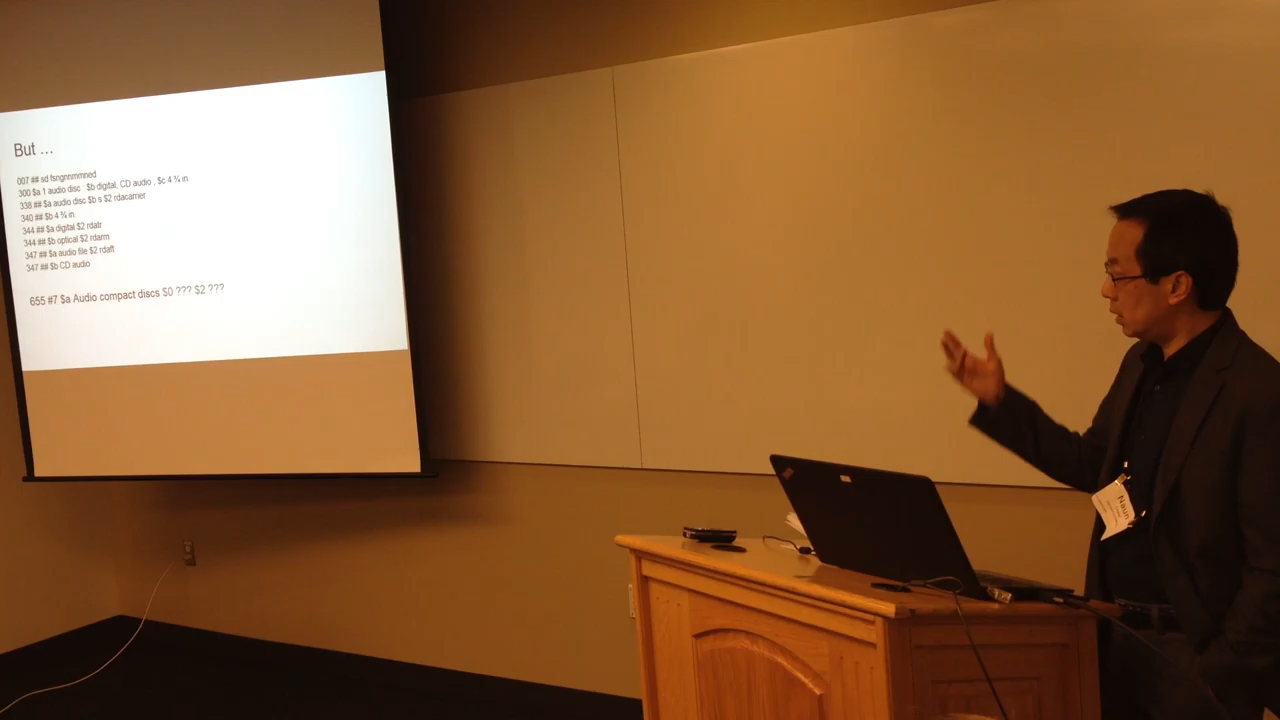 But ...
007 ## sd fsngnnmmned
300 $a 1 audio disc $b digital, CD audio , $c 4 ¾ in
338 ## $a audio disc $b s $2 rdacarrier
340 ## $b 4 ¾ in
344 ## $a digital $2 rdatr
344 ## $b optical $2 rdarm
347 ## $a audio file $2 rdaft
347 ## $b CD audio
655 #7 $a Audio compact discs $0 ??? $2 ???
Naun